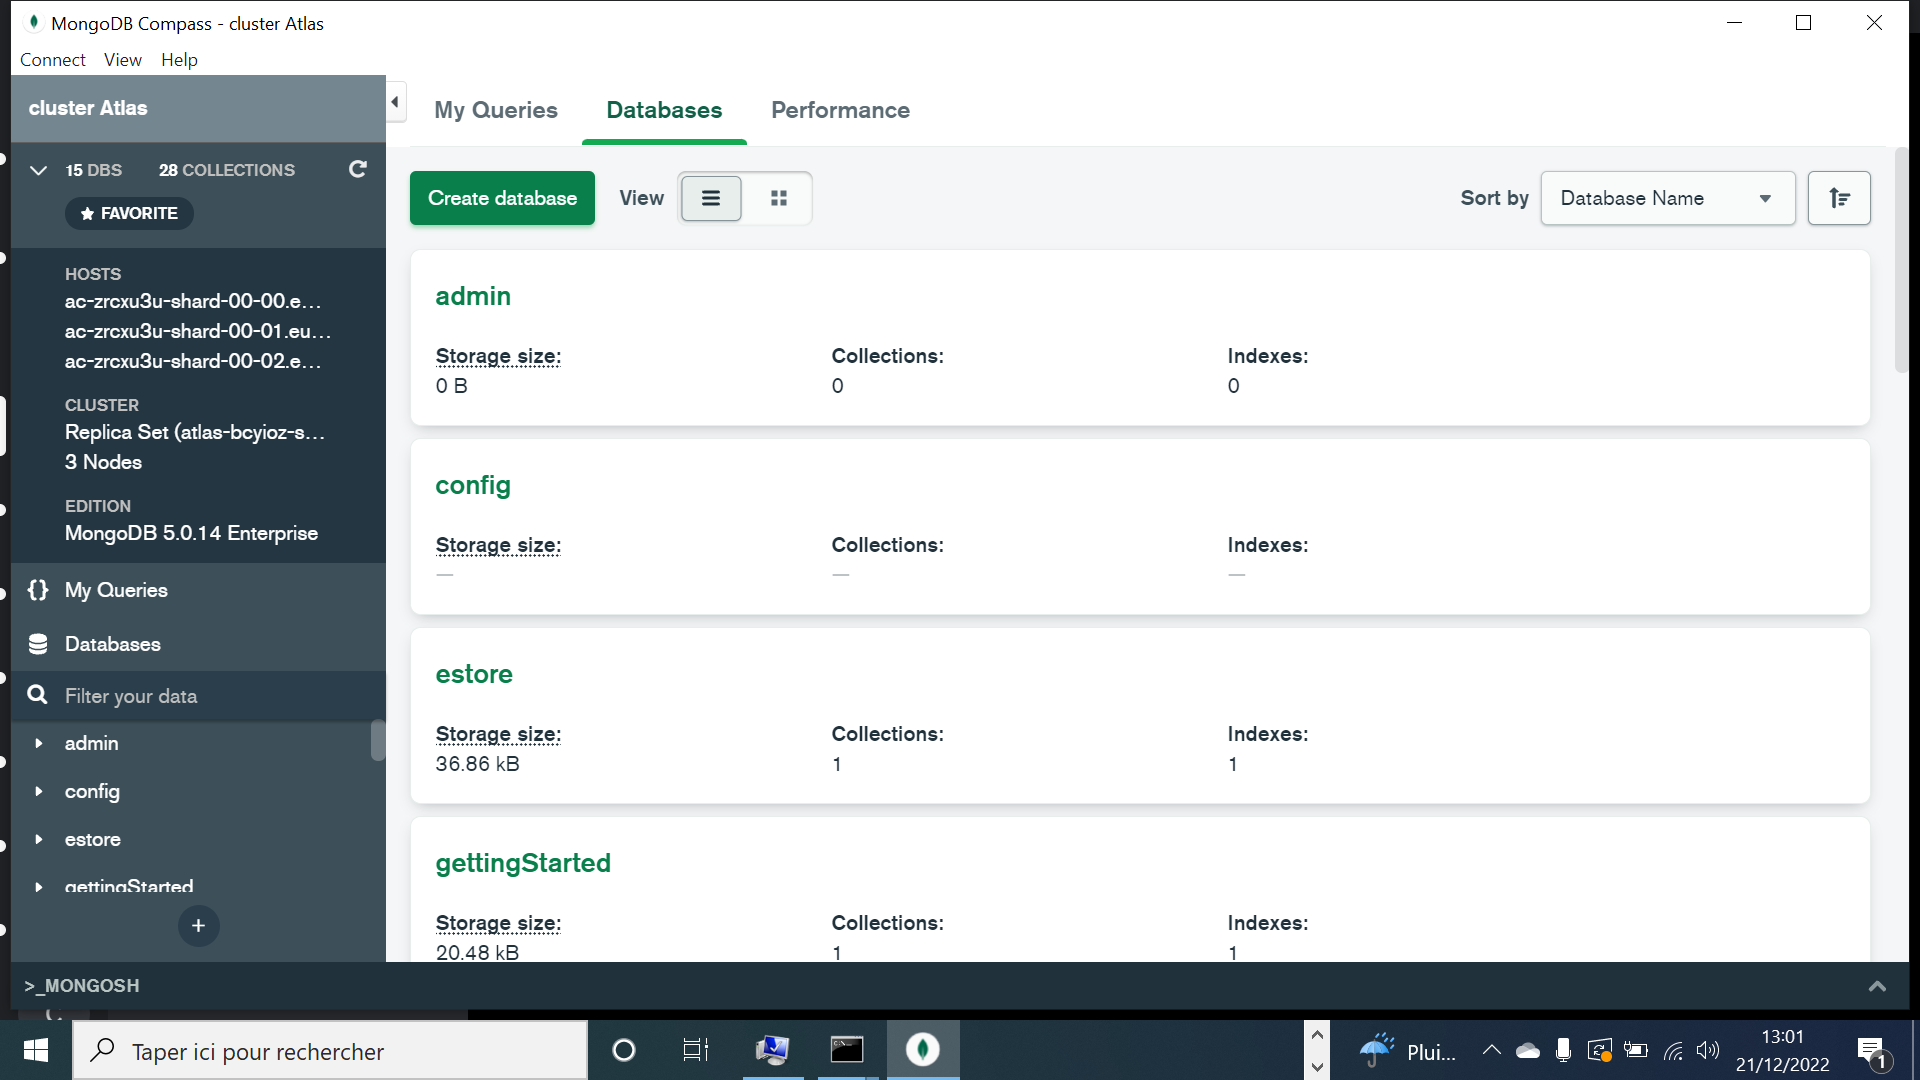 MongoDB Compass - cluster Atlas
Connect View Help
cluster Atlas
15 DBS 28 COLLECTIONS
FAVORITE
HOSTS
ac-zrcxu3u-shard-00-00.e...
ac-zrcxu3u-shard-00-01.eu...
ac-zrcxu3u-shard-00-02.e...
CLUSTER
Replica Set (atlas-bcyioz-s...
3 Nodes
EDITION
MongoDB 5.0.14 Enterprise
{} My Queries
Databases
Filter your data
admin
config
estore
gettingStarted
+
My Queries Databases Performance
Create database View Sort by Database Name
admin
Storage size: Collections: Indexes:
0 B 0 0
config
Storage size: Collections: Indexes:
— — —
estore
Storage size: Collections: Indexes:
36.86 kB 1 1
gettingStarted
Storage size: Collections: Indexes:
20.48 kB 1 1
>_MONGOSH
Taper ici pour rechercher
Plui...
13:01
21/12/2022
1